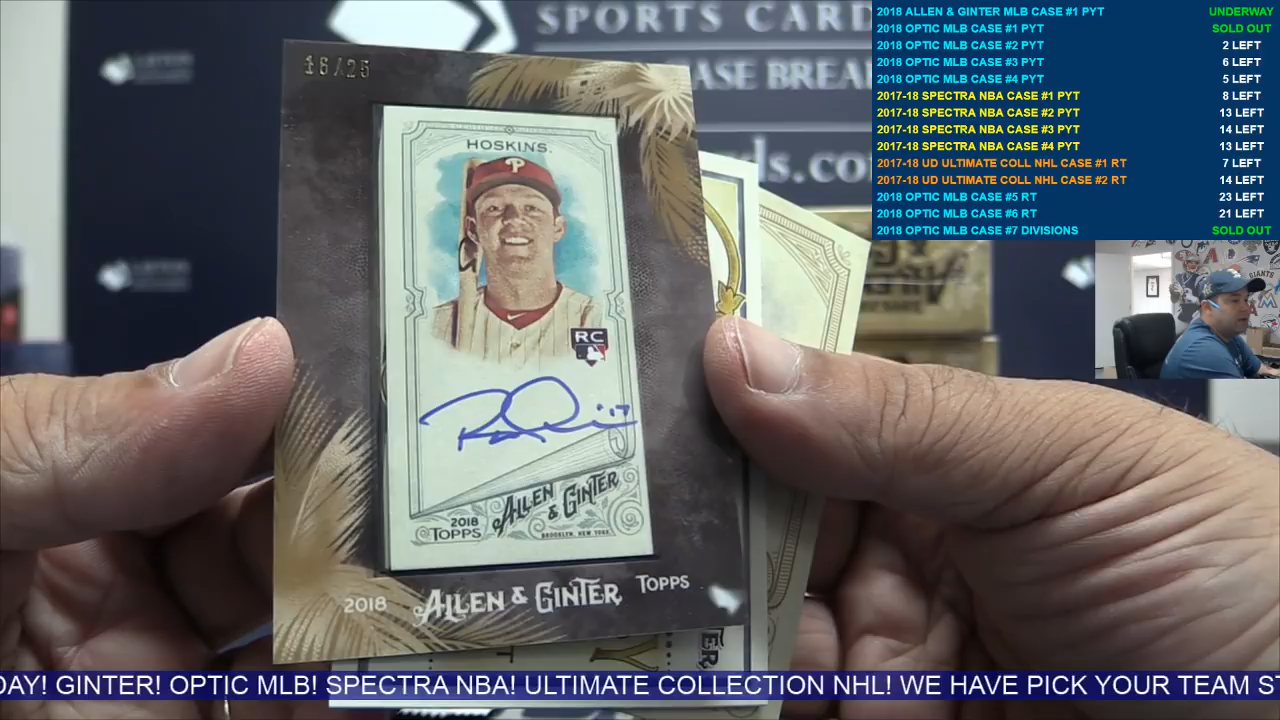 SPORTS CARD
ASE BREA
ds.co
16/25
HOSKINS.
P
RC
2018
TOPPS
ALLEN & GINTER
BROOKLYN, NEW YORK
2018 ALLEN & GINTER TOPPS
GIANTS
2018 ALLEN & GINTER MLB CASE #1 PYT UNDERWAY
2018 OPTIC MLB CASE #1 PYT SOLD OUT
2018 OPTIC MLB CASE #2 PYT 2 LEFT
2018 OPTIC MLB CASE #3 PYT 6 LEFT
2018 OPTIC MLB CASE #4 PYT 5 LEFT
2017-18 SPECTRA NBA CASE #1 PYT 8 LEFT
2017-18 SPECTRA NBA CASE #2 PYT 13 LEFT
2017-18 SPECTRA NBA CASE #3 PYT 14 LEFT
2017-18 SPECTRA NBA CASE #4 PYT 13 LEFT
2017-18 UD ULTIMATE COLL NHL CASE #1 RT 7 LEFT
2017-18 UD ULTIMATE COLL NHL CASE #2 RT 14 LEFT
2018 OPTIC MLB CASE #5 RT 23 LEFT
2018 OPTIC MLB CASE #6 RT 21 LEFT
2018 OPTIC MLB CASE #7 DIVISIONS SOLD OUT
DAY! GINTER! OPTIC MLB! SPECTRA NBA! ULTIMATE COLLECTION NHL! WE HAVE PICK YOUR TEAM ST